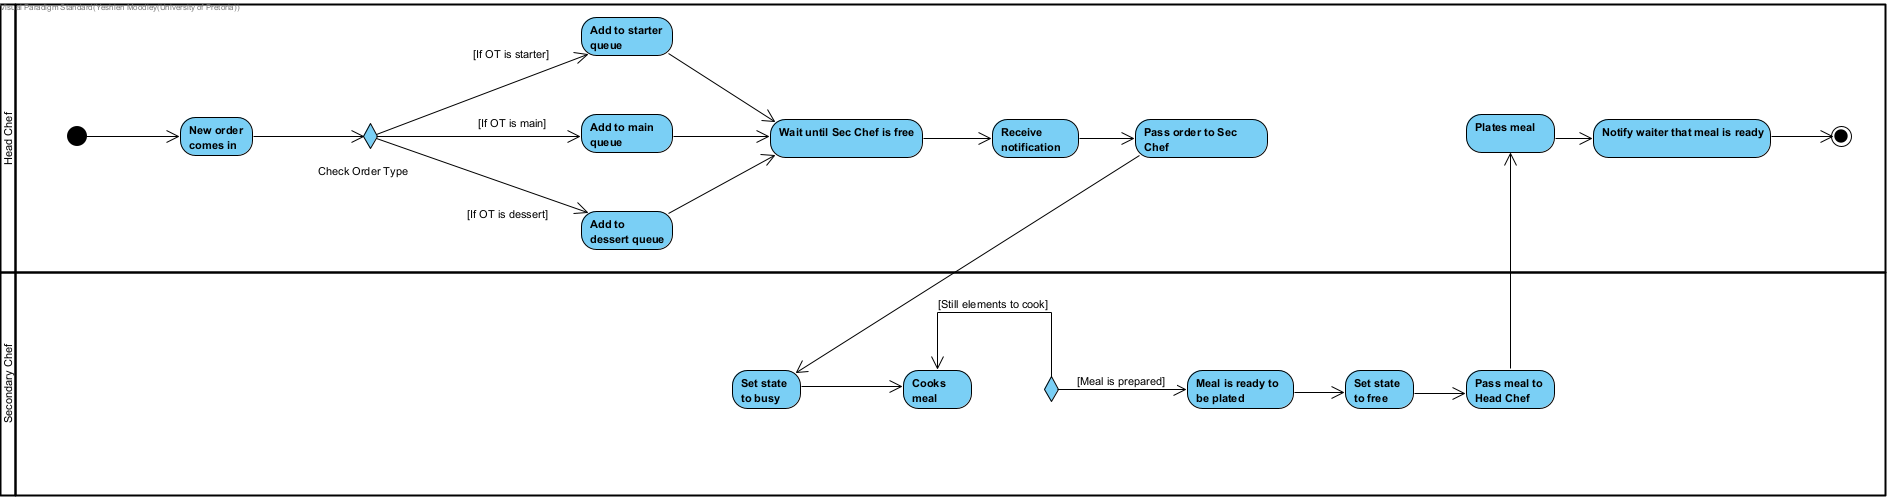 Visual Paradigm Standard(Yeshlen Moodley(University of Pretoria))
Head Chef
New order
comes in
Check Order Type
[If OT is starter]
[If OT is main]
[If OT is dessert]
Add to starter
queue
Add to main
queue
Add to
dessert queue
Wait until Sec Chef is free
Receive
notification
Pass order to Sec
Chef
Plates meal
Notify waiter that meal is ready
Secondary Chef
Set state
to busy
Cooks
meal
[Still elements to cook]
[Meal is prepared]
Meal is ready to
be plated
Set state
to free
Pass meal to
Head Chef